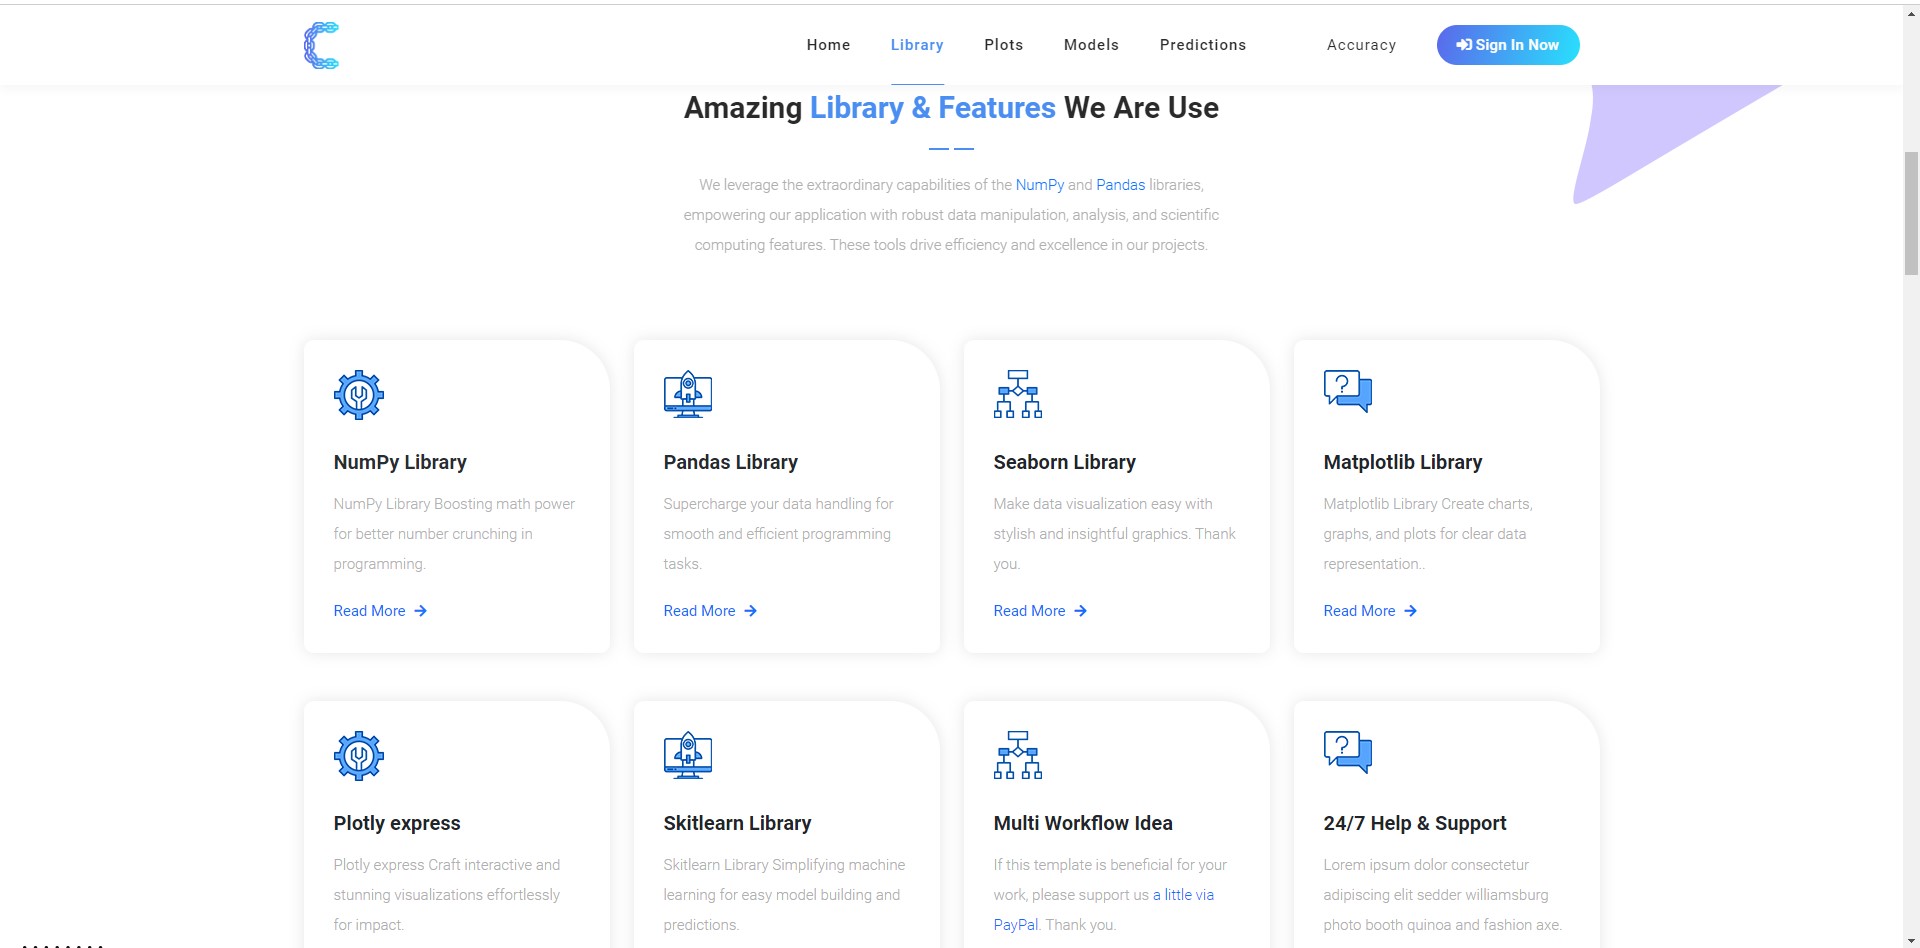 Home Library Plots Models Predictions Accuracy Sign In Now
Amazing Library & Features We Are Use
We leverage the extraordinary capabilities of the NumPy and Pandas libraries,
empowering our application with robust data manipulation, analysis, and scientific
computing features. These tools drive efficiency and excellence in our projects.
NumPy Library
NumPy Library Boosting math power
for better number crunching in
programming.
Read More
Pandas Library
Supercharge your data handling for
smooth and efficient programming
tasks.
Read More
Seaborn Library
Make data visualization easy with
stylish and insightful graphics. Thank
you.
Read More
Matplotlib Library
Matplotlib Library Create charts,
graphs, and plots for clear data
representation..
Read More
Plotly express
Plotly express Craft interactive and
stunning visualizations effortlessly
for impact.
Skitlearn Library
Skitlearn Library Simplifying machine
learning for easy model building and
predictions.
Multi Workflow Idea
If this template is beneficial for your
work, please support us a little via
PayPal. Thank you.
24/7 Help & Support
Lorem ipsum dolor consectetur
adipiscing elit sedder williamsburg
photo booth quinoa and fashion axe.